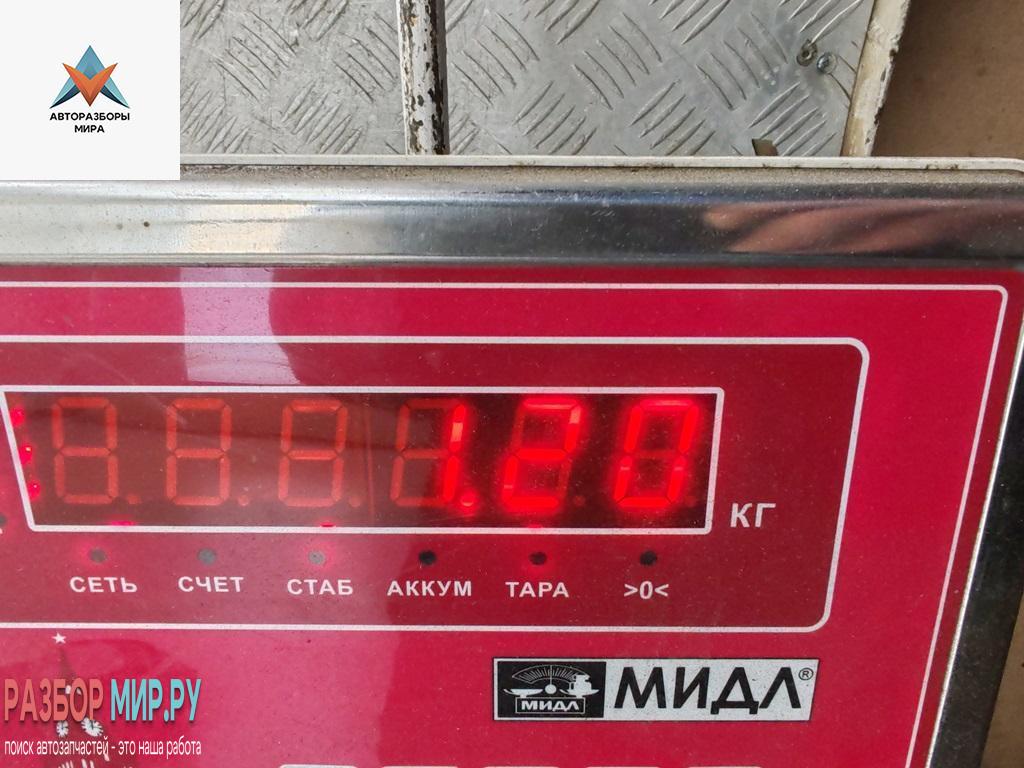 АВТОРАЗБОРЫ
МИРА
1.20
КГ
СЕТЬ СЧЕТ СТАБ АККУМ ТАРА >0<
МИДЛ МИДЛ®
РАЗБОР МИР.РУ
поиск автозапчастей - это наша работа